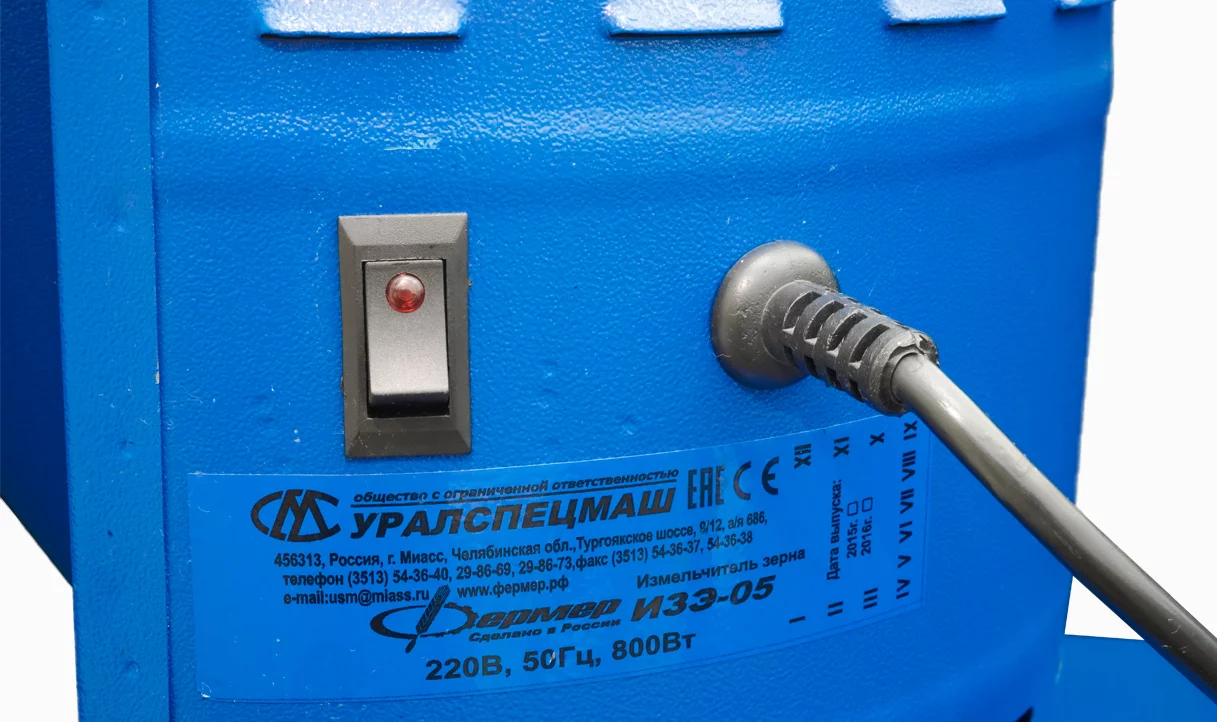 общество с ограниченной ответственностью
УРАЛСПЕЦМАШ
ЕАС CE
456313, Россия, г. Миасс, Челябинская обл.,Тургоякское шоссе, 9/12, а/я 686,
телефон (3513) 54-36-40, 29-86-69, 29-86-73,факс (3513) 54-36-37, 54-36-38
e-mail:usm@miass.ru www.фермер.рф
Фермер
Сделано в России
Измельчитель зерна
ИЗЭ-05
220В, 50Гц, 800Вт
Дата выпуска:
2015г.
2016г.
I II III IV V VI VII VIII IX
X XI XII